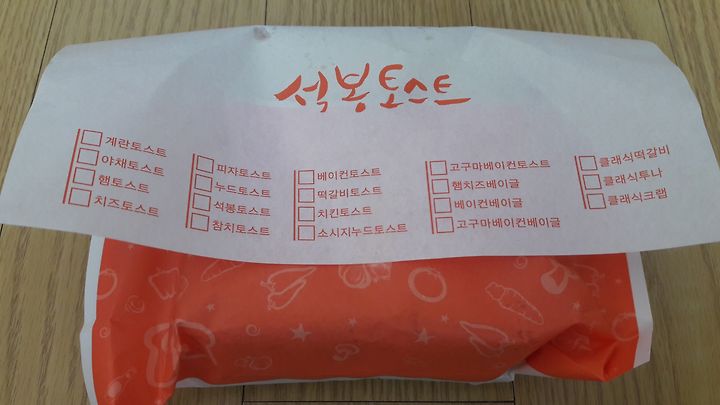 석봉토스트
계란토스트
야채토스트
햄토스트
치즈토스트
피쟈토스트
누드토스트
석봉토스트
참치토스트
베이컨토스트
떡갈비토스트
치킨토스트
소시지누드토스트
고구마베이컨토스트
햄치즈베이글
베이컨베이글
고구마베이컨베이글
클래식떡갈비
클래식투나
클래식크랩